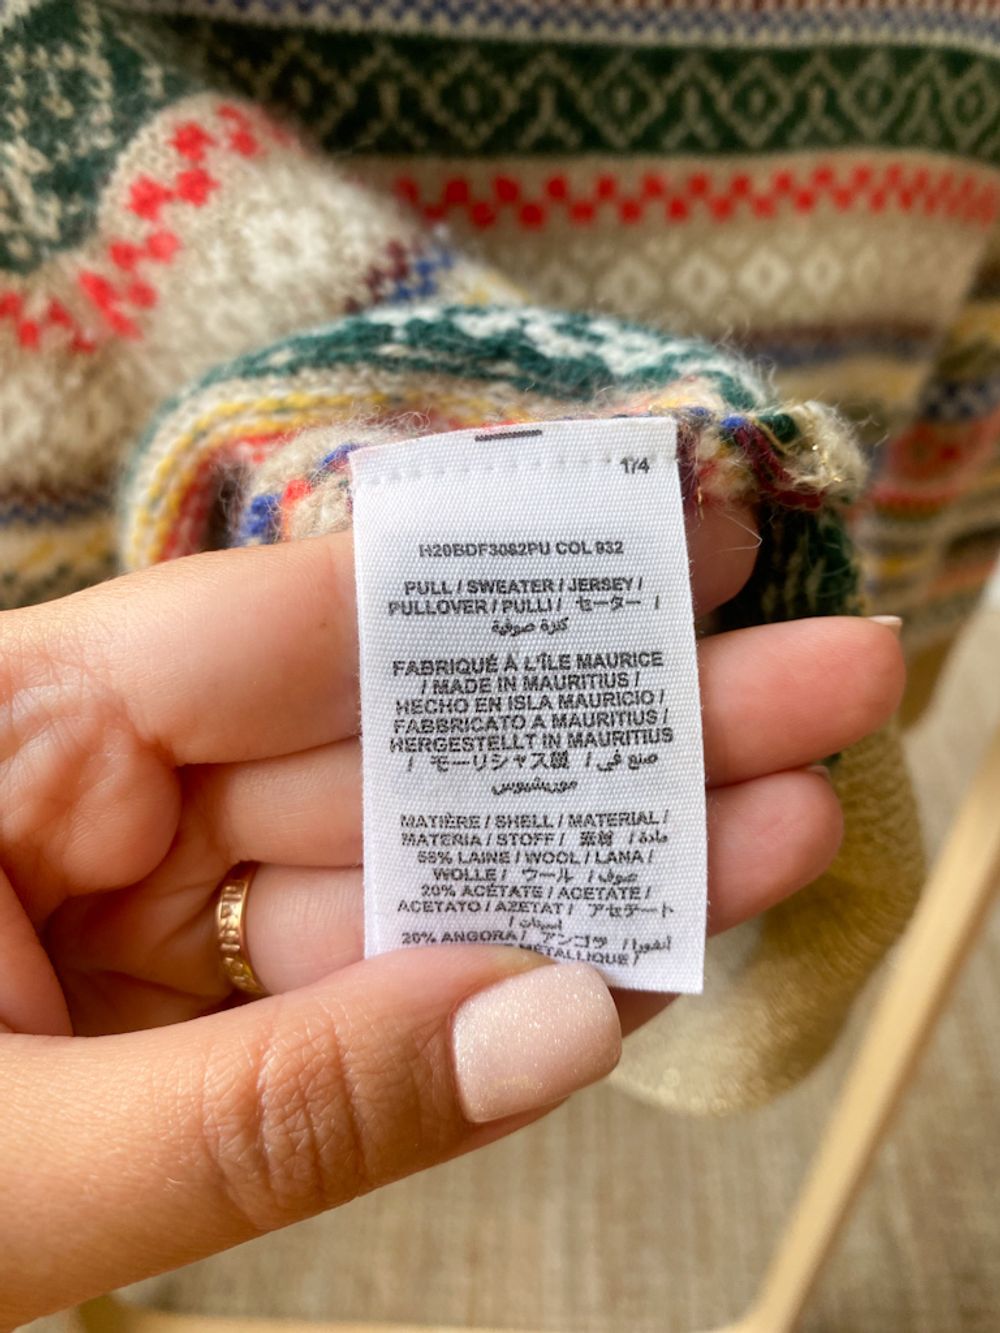 1/4
H20BDF3082PU COL 932
PULL / SWEATER / JERSEY /
PULLOVER / PULLI / セーター /
كنزة صوفية
FABRIQUÉ À L'ÎLE MAURICE
/ MADE IN MAURITIUS /
HECHO EN ISLA MAURICIO /
FABBRICATO A MAURITIUS /
HERGESTELLT IN MAURITIUS
/ モーリシャス製 / صنع في
موريشيوس
MATIÈRE / SHELL / MATERIAL /
MATERIA / STOFF / 素材 / مادة
% LAINE / WOOL / LANA /
WOLLE / ウール / صوف /
20% ACÉTATE / ACETATE /
ACETATO / AZETAT / アセテート
/ أسيتات
20% ANGORA / アンゴラ / أنغورا
METALLIQUE /